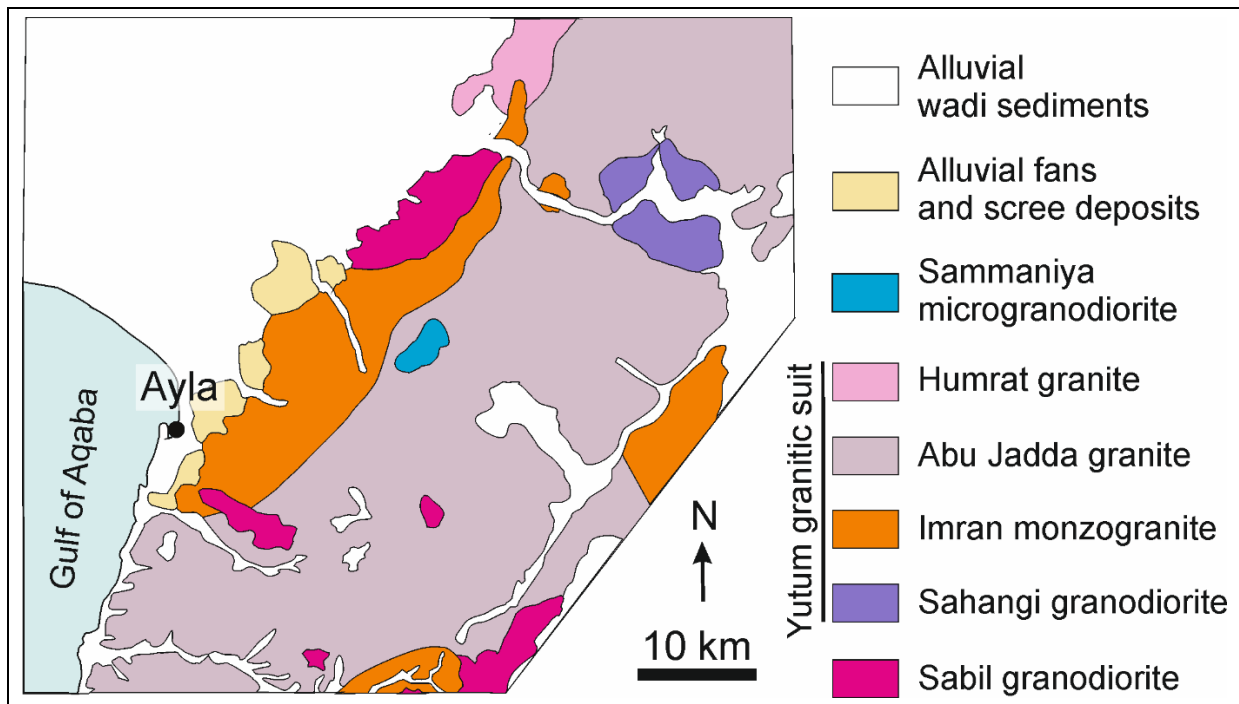 Ayla
Gulf of Aqaba
N
10 km
Alluvial
wadi sediments
Alluvial fans
and scree deposits
Sammaniya
microgranodiorite
Yutum granitic suit
Humrat granite
Abu Jadda granite
Imran monzogranite
Sahangi granodiorite
Sabil granodiorite